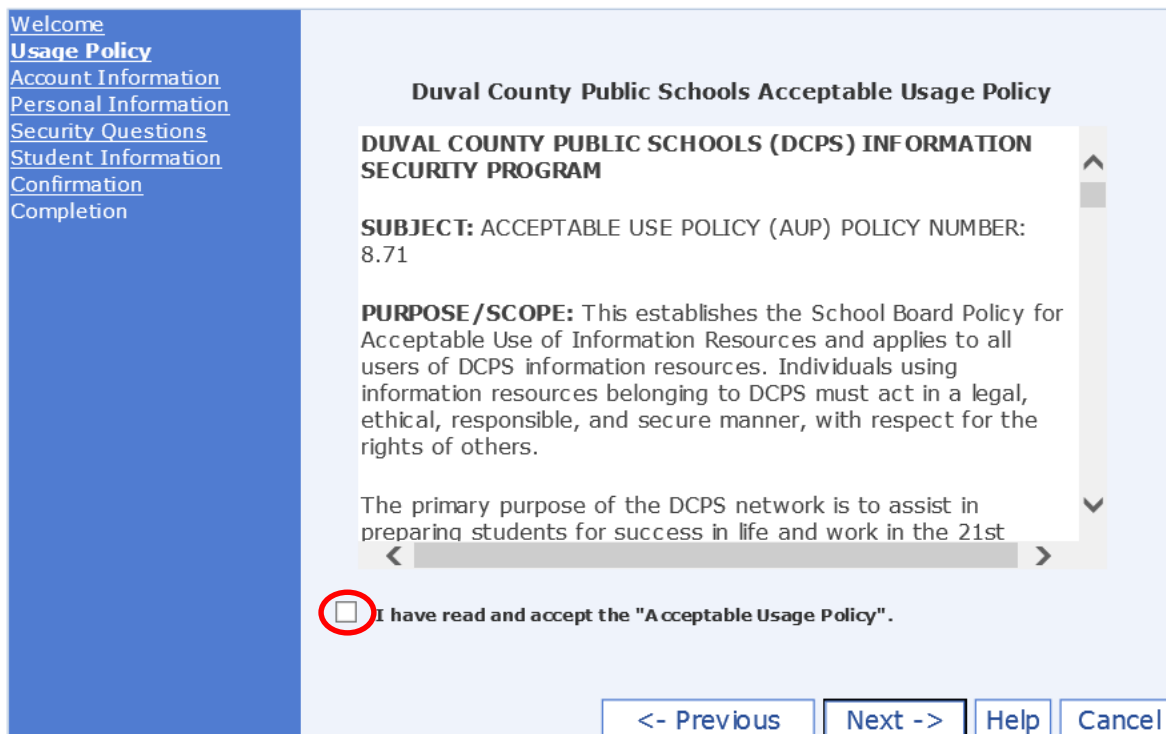 Welcome
Usage Policy
Account Information
Personal Information
Security Questions
Student Information
Confirmation
Completion
Duval County Public Schools Acceptable Usage Policy
DUVAL COUNTY PUBLIC SCHOOLS (DCPS) INFORMATION
SECURITY PROGRAM
SUBJECT: ACCEPTABLE USE POLICY (AUP) POLICY NUMBER:
8.71
PURPOSE/SCOPE: This establishes the School Board Policy for
Acceptable Use of Information Resources and applies to all
users of DCPS information resources. Individuals using
information resources belonging to DCPS must act in a legal,
ethical, responsible, and secure manner, with respect for the
rights of others.
The primary purpose of the DCPS network is to assist in
preparing students for success in life and work in the 21st
I have read and accept the "Acceptable Usage Policy".
<- Previous Next -> Help Cancel